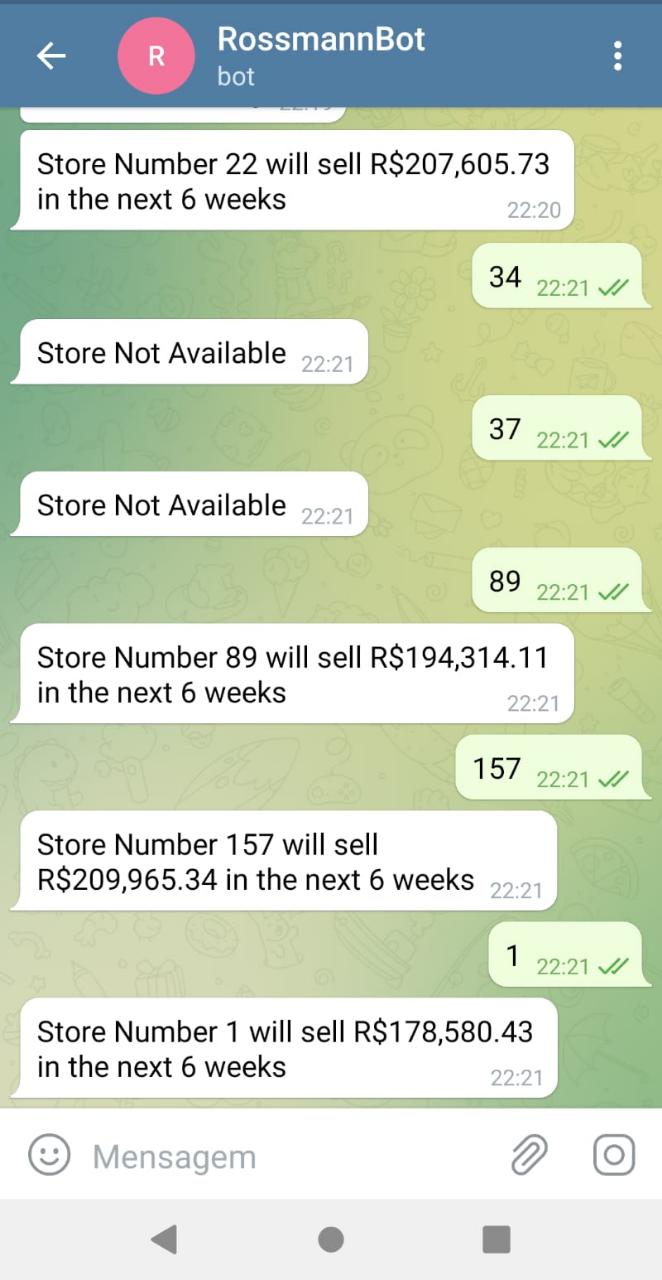 R
RossmannBot
bot
Store Number 22 will sell R$207,605.73
in the next 6 weeks
22:20
34 22:21
Store Not Available 22:21
37 22:21
Store Not Available 22:21
89 22:21
Store Number 89 will sell R$194,314.11
in the next 6 weeks
22:21
157 22:21
Store Number 157 will sell
R$209,965.34 in the next 6 weeks 22:21
1 22:21
Store Number 1 will sell R$178,580.43
in the next 6 weeks
22:21
Mensagem